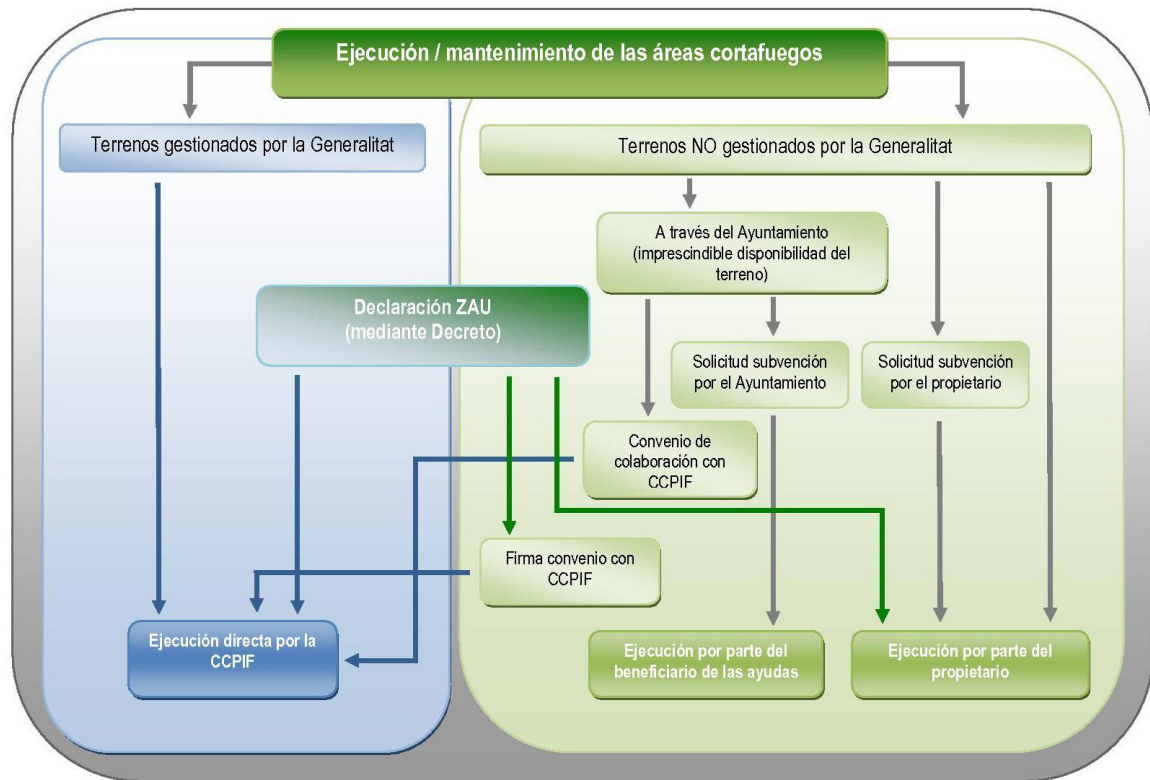 Ejecución / mantenimiento de las áreas cortafuegos
Terrenos gestionados por la Generalitat
Terrenos NO gestionados por la Generalitat
A través del Ayuntamiento
(imprescindible disponibilidad del
terreno)
Declaración ZAU
(mediante Decreto)
Solicitud subvención
por el Ayuntamiento
Solicitud subvención
por el propietario
Convenio de
colaboración con
CCPIF
Firma convenio con
CCPIF
Ejecución directa por la
CCPIF
Ejecución por parte del
beneficiario de las ayudas
Ejecución por parte del
propietario